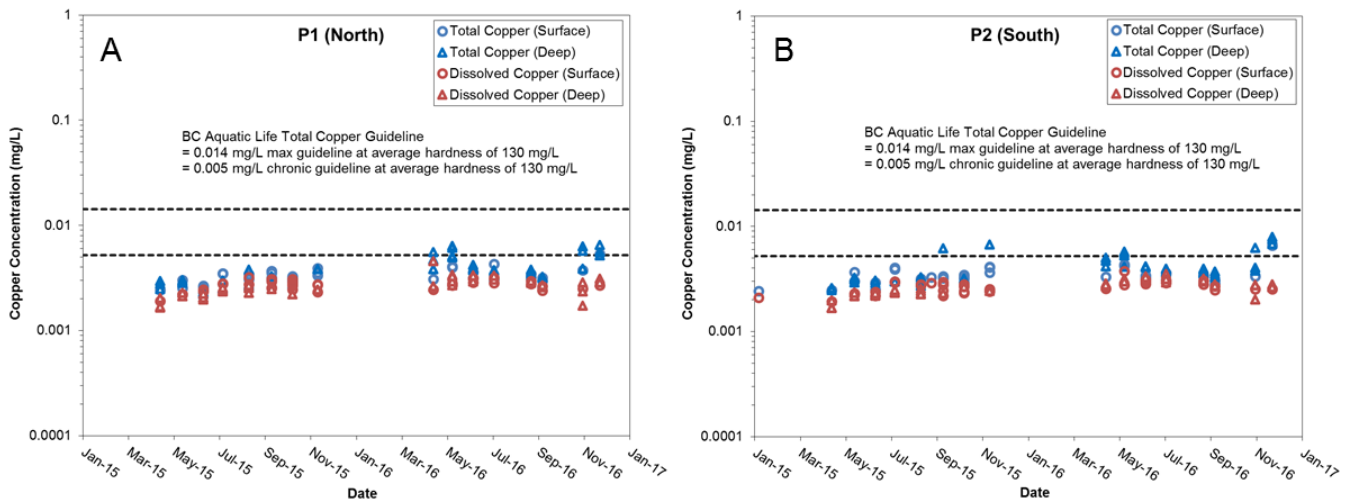 A
P1 (North)
Total Copper (Surface)
Total Copper (Deep)
Dissolved Copper (Surface)
Dissolved Copper (Deep)
BC Aquatic Life Total Copper Guideline
= 0.014 mg/L max guideline at average hardness of 130 mg/L
= 0.005 mg/L chronic guideline at average hardness of 130 mg/L
Copper Concentration (mg/L)
1
0.1
0.01
0.001
0.0001
Jan-15
Mar-15
May-15
Jul-15
Sep-15
Nov-15
Jan-16
Mar-16
May-16
Jul-16
Sep-16
Nov-16
Jan-17
Date
B
P2 (South)
Total Copper (Surface)
Total Copper (Deep)
Dissolved Copper (Surface)
Dissolved Copper (Deep)
BC Aquatic Life Total Copper Guideline
= 0.014 mg/L max guideline at average hardness of 130 mg/L
= 0.005 mg/L chronic guideline at average hardness of 130 mg/L
Copper Concentration (mg/L)
1
0.1
0.01
0.001
0.0001
Jan-15
Mar-15
May-15
Jul-15
Sep-15
Nov-15
Jan-16
Mar-16
May-16
Jul-16
Sep-16
Nov-16
Jan-17
Date